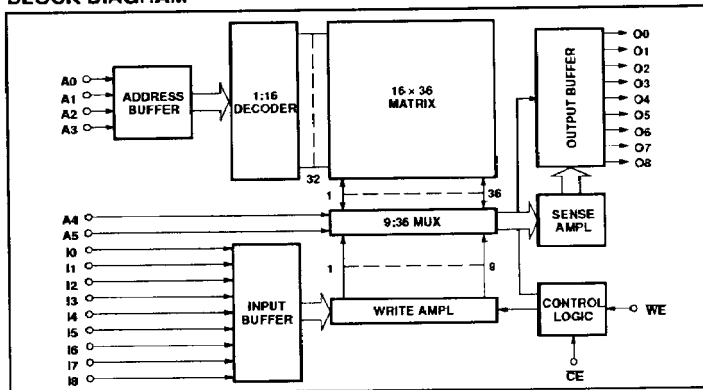 BLOCK DIAGRAM
A0
A1
A2
A3
ADDRESS
BUFFER
1:16
DECODER
32
16 × 36
MATRIX
1
36
OUTPUT BUFFER
O0
O1
O2
O3
O4
O5
O6
O7
O8
A4
A5
9:36 MUX
SENSE
AMPL
I0
I1
I2
I3
I4
I5
I6
I7
I8
INPUT
BUFFER
1
9
WRITE AMPL
CONTROL
LOGIC
WE
CE